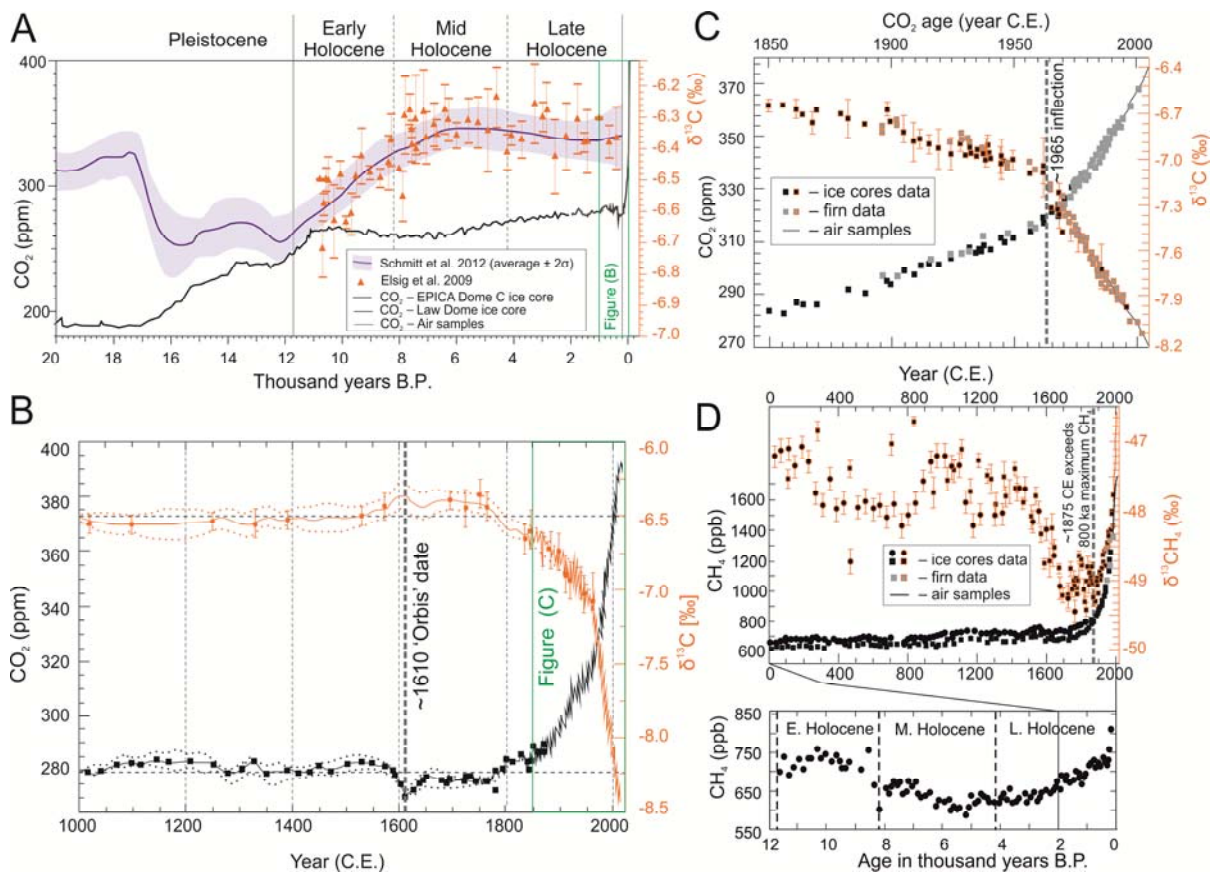 A
Pleistocene
Early
Holocene
Mid
Holocene
Late
Holocene
400
300
200
CO2 (ppm)
-6.2
-6.3
-6.4
-6.5
-6.6
-6.7
-6.8
-6.9
-7.0
δ13C (‰)
Schmitt et al. 2012 (average ± 2σ)
Elsig et al. 2009
CO2 – EPICA Dome C ice core
CO2 – Law Dome ice core
CO2 – Air samples
Figure (B)
20 18 16 14 12 10 8 6 4 2 0
Thousand years B.P.
B
400
380
360
340
320
300
280
CO2 (ppm)
-6.0
-6.5
-7.0
-7.5
-8.0
-8.5
δ13C [‰]
~1610 'Orbis' date
Figure (C)
1000 1200 1400 1600 1800 2000
Year (C.E.)
C
CO2 age (year C.E.)
1850 1900 1950 2000
380
370
350
330
310
290
270
CO2 (ppm)
-6.4
-6.7
-7.0
-7.3
-7.6
-7.9
-8.2
δ13C (‰)
~1965 inflection
– ice cores data
– firn data
– air samples
D
Year (C.E.)
0 400 800 1200 1600 2000
1600
1400
1200
1000
800
600
CH4 (ppb)
-47
-48
-49
-50
δ13CH4 (‰)
~1875 CE exceeds
800 ka maximum CH4
– ice cores data
– firn data
– air samples
0 400 800 1200 1600 2000
850
750
650
550
CH4 (ppb)
E. Holocene
M. Holocene
L. Holocene
12 10 8 6 4 2 0
Age in thousand years B.P.